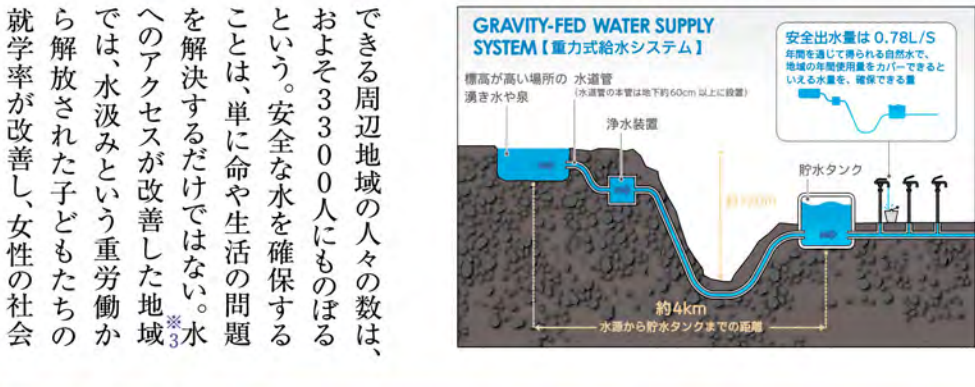 できる周辺地域の人々の数は、
およそ3300人にものぼる
という。安全な水を確保する
ことは、単に命や生活の問題
を解決するだけではない。水
へのアクセスが改善した地域※3
では、水汲みという重労働か
ら解放された子どもたちの
就学率が改善し、女性の社会
GRAVITY-FED WATER SUPPLY
SYSTEM【重力式給水システム】
安全出水量は 0.78L/S
年間を通じて得られる自然水で、
地域の年間使用量をカバーできると
いえる水量を、確保できる量
標高が高い場所の
湧き水や泉
水道管
(水道管の本管は地下約60cm 以上に設置)
浄水装置
貯水タンク
約4km
水源から貯水タンクまでの距離